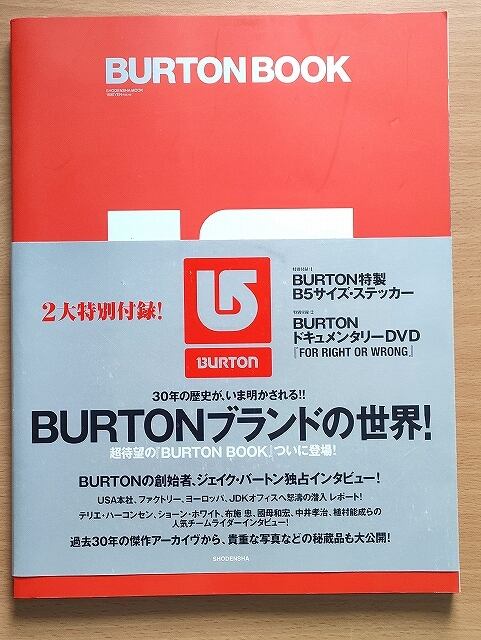 BURTON BOOK
SHODENSHA MOOK
2大特別付録!
BURTON
特別付録・1
BURTON特製
B5サイズ・ステッカー
特別付録・2
BURTON
ドキュメンタリーDVD
『FOR RIGHT OR WRONG』
30年の歴史が、いま明かされる!!
BURTONブランドの世界!
超待望の『BURTON BOOK』ついに登場!
BURTONの創始者、ジェイク・バートン独占インタビュー!
USA本社、ファクトリー、ヨーロッパ、JDKオフィスへ怒濤の潜入レポート!
テリエ・ハーコンセン、ショーン・ホワイト、布施 忠、國母和宏、中井孝治、植村能成らの
人気チームライダーインタビュー!
過去30年の傑作アーカイヴから、貴重な写真などの秘蔵品も大公開!
SHODENSHA